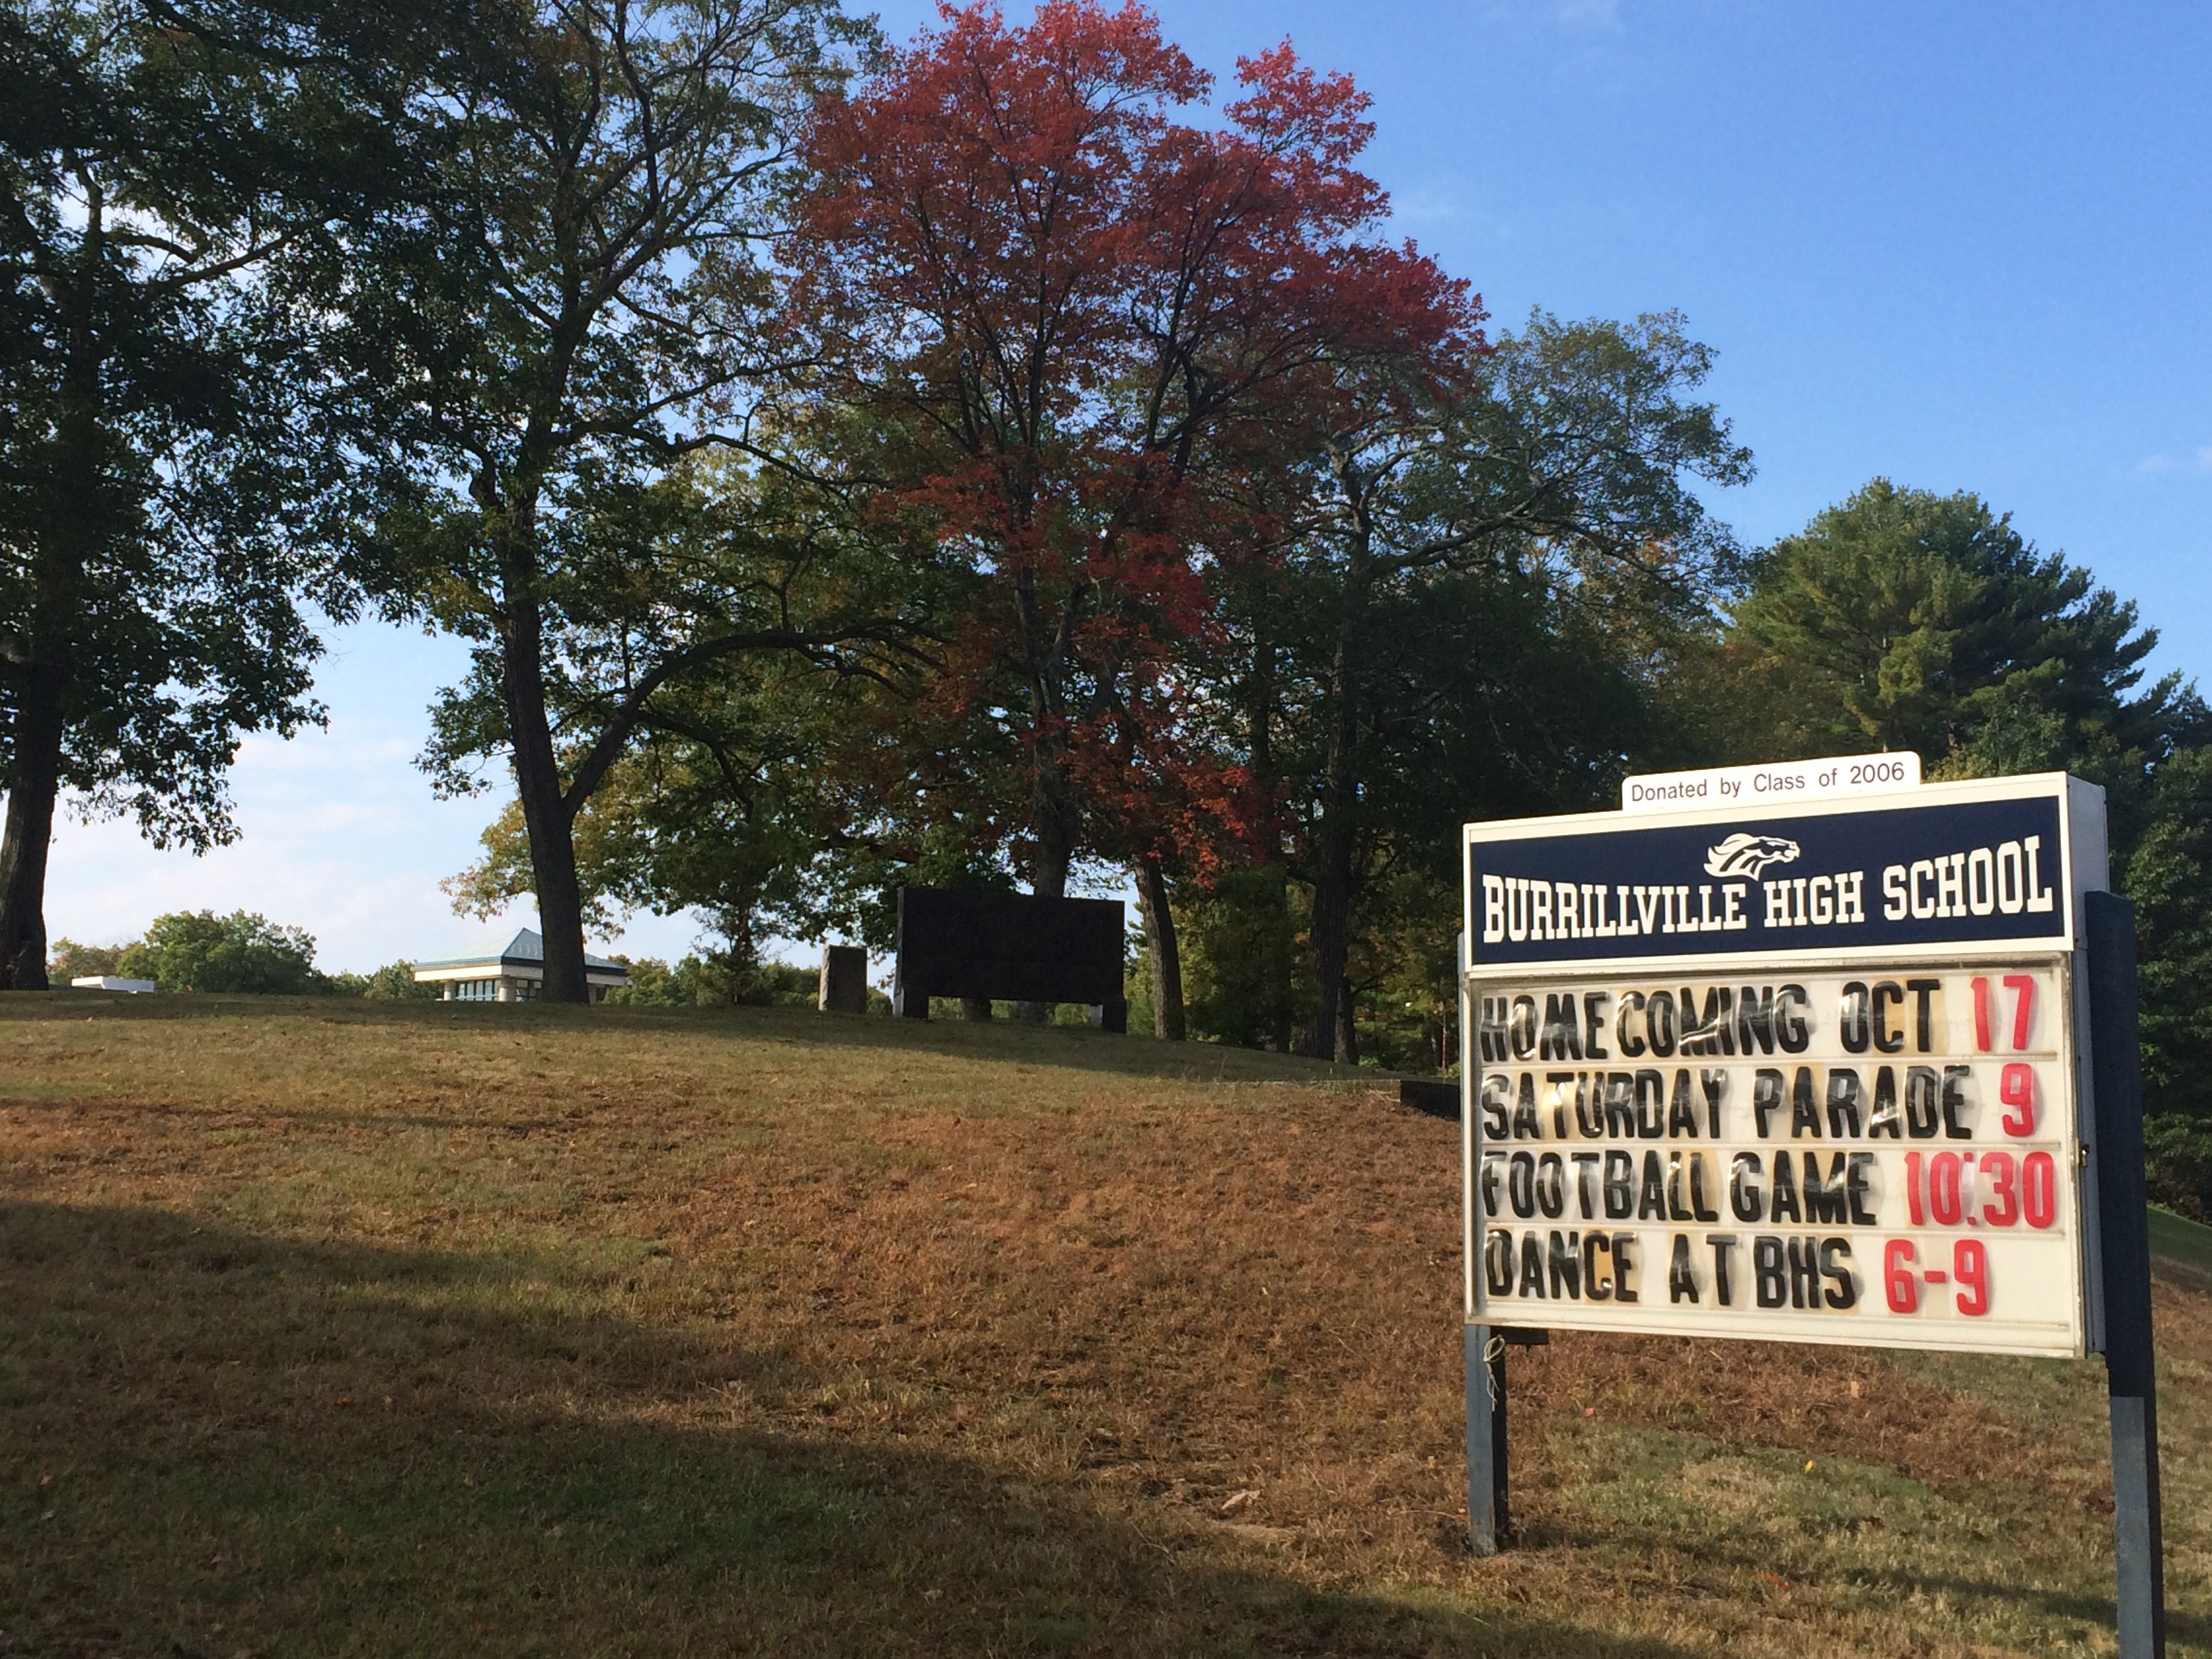 Donated by Class of 2006
BURRILLVILLE HIGH SCHOOL
HOMECOMING OCT 17
SATURDAY PARADE 9
FOOTBALL GAME 10:30
DANCE AT BHS 6-9